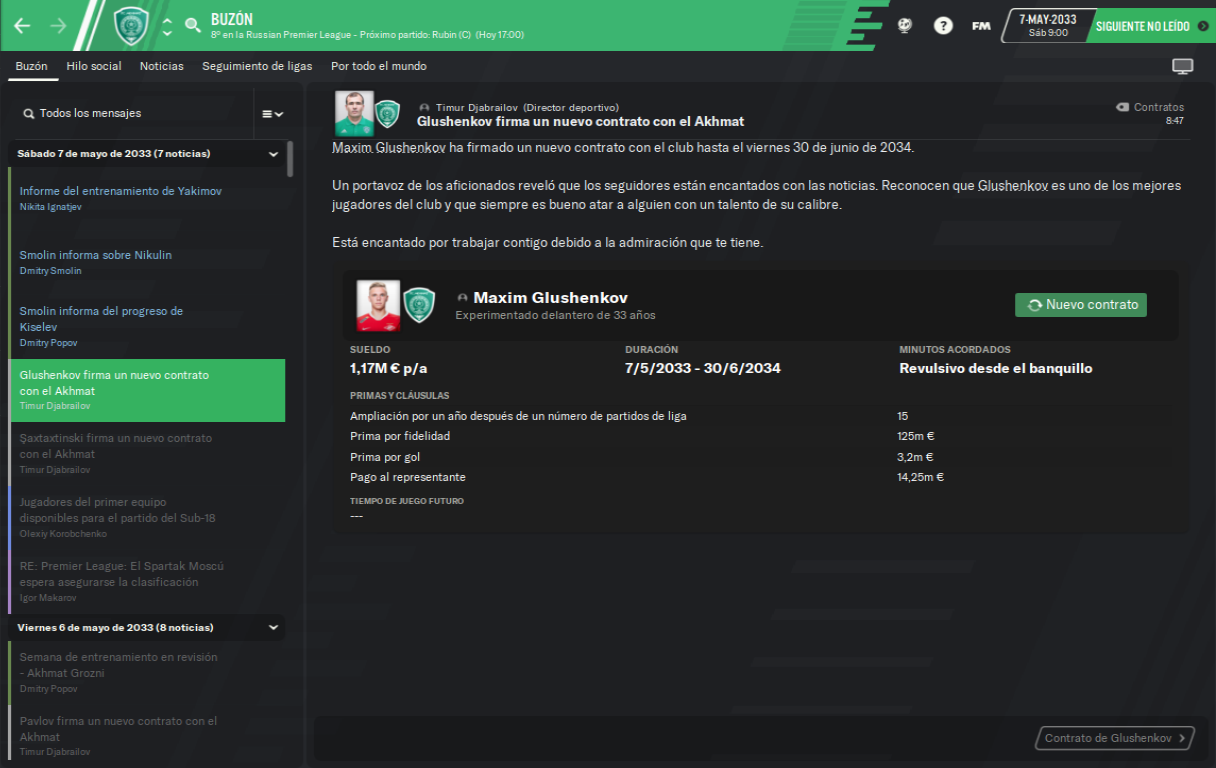 BUZÓN
8º en la Russian Premier League - Próximo partido: Rubin (C) (Hoy 17:00)
?
FM
7-MAY-2033
Sáb 9:00
SIGUIENTE NO LEÍDO
Buzón
Hilo social
Noticias
Seguimiento de ligas
Por todo el mundo
Todos los mensajes
Sábado 7 de mayo de 2033 (7 noticias)
Informe del entrenamiento de Yakimov
Nikita Ignatjev
Smolin informa sobre Nikulin
Dmitry Smolin
Smolin informa del progreso de
Kiselev
Dmitry Popov
Glushenkov firma un nuevo contrato
con el Akhmat
Timur Djabrailov
Şaxtaxtinski firma un nuevo contrato
con el Akhmat
Timur Djabrailov
Jugadores del primer equipo
disponibles para el partido del Sub-18
Olexiy Korobchenko
RE: Premier League: El Spartak Moscú
espera asegurarse la clasificación
Igor Makarov
Viernes 6 de mayo de 2033 (8 noticias)
Semana de entrenamiento en revisión
- Akhmat Grozni
Dmitry Popov
Pavlov firma un nuevo contrato con el
Akhmat
Timur Djabrailov
Timur Djabrailov (Director deportivo)
Glushenkov firma un nuevo contrato con el Akhmat
Contratos
8:47
Maxim Glushenkov ha firmado un nuevo contrato con el club hasta el viernes 30 de junio de 2034.
Un portavoz de los aficionados reveló que los seguidores están encantados con las noticias. Reconocen que Glushenkov es uno de los mejores
jugadores del club y que siempre es bueno atar a alguien con un talento de su calibre.
Está encantado por trabajar contigo debido a la admiración que te tiene.
Maxim Glushenkov
Experimentado delantero de 33 años
Nuevo contrato
SUELDO
DURACIÓN
MINUTOS ACORDADOS
1,17M € p/a
7/5/2033 - 30/6/2034
Revulsivo desde el banquillo
PRIMAS Y CLÁUSULAS
Ampliación por un año después de un número de partidos de liga
15
Prima por fidelidad
125m €
Prima por gol
3,2m €
Pago al representante
14,25m €
TIEMPO DE JUEGO FUTURO
---
Contrato de Glushenkov